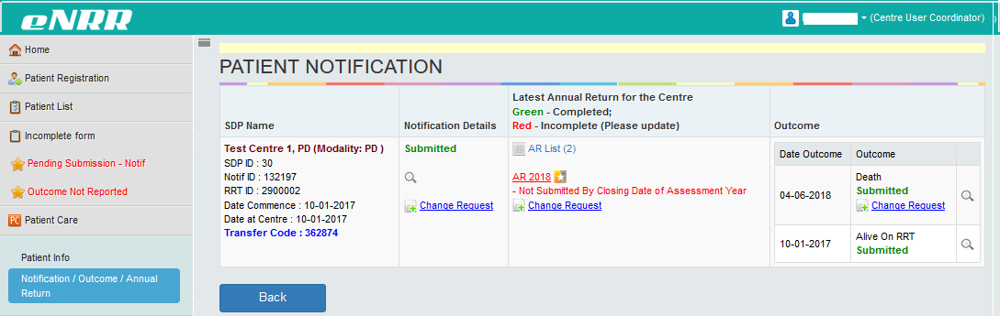 eNRR
(Centre User Coordinator)
)
Home
Patient Registration
Patient List
Incomplete form
Pending Submission - Notif
Outcome Not Reported
PC Patient Care
Patient Info
Notification / Outcome / Annual
Return
PATIENT NOTIFICATION
SDP Name
Notification Details
Latest Annual Return for the Centre
Green - Completed;
Red - Incomplete (Please update)
Outcome
Test Centre 1, PD (Modality: PD )
SDP ID : 30
Notif ID : 132197
RRT ID : 2900002
Date Commence : 10-01-2017
Date at Centre : 10-01-2017
Transfer Code : 362874
Submitted
Change Request
AR List (2)
AR 2018
- Not Submitted By Closing Date of Assessment Year
Change Request
Date Outcome Outcome
04-06-2018
Death
Submitted
Change Request
10-01-2017
Alive On RRT
Submitted
Back